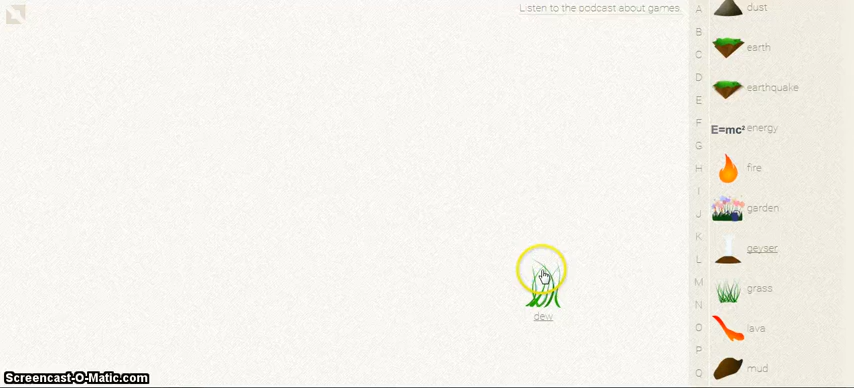 Listen to the podcast about games.
A
B
C
D
E
F
G
H
I
J
K
L
M
N
O
P
Q
dust
earth
earthquake
E=mc² energy
fire
garden
geyser
grass
lava
mud
dew
Screencast-O-Matic.com